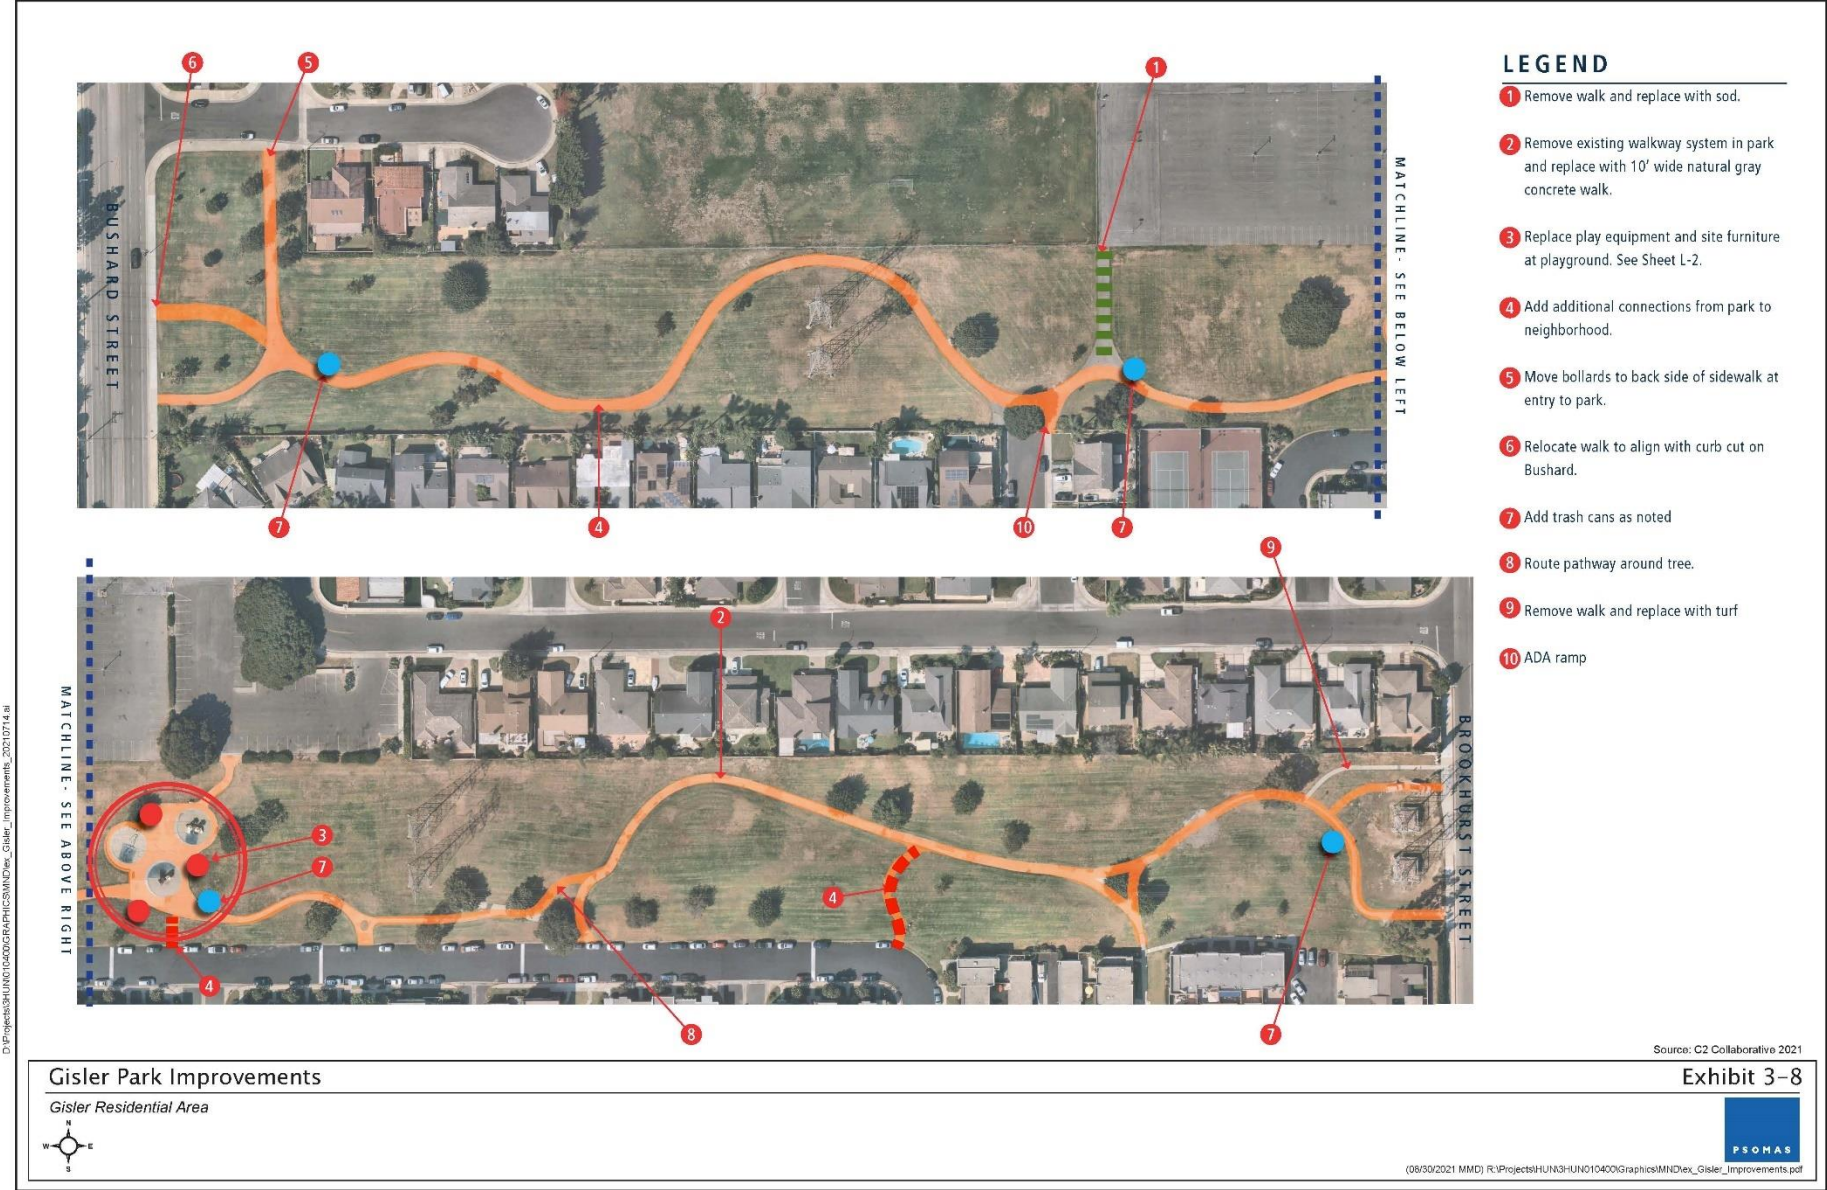 6
5
1
BUSHARD STREET
MATCHLINE- SEE BELOW LEFT
7
4
10
7
9
LEGEND
1 Remove walk and replace with sod.
2 Remove existing walkway system in park
and replace with 10' wide natural gray
concrete walk.
3 Replace play equipment and site furniture
at playground. See Sheet L-2.
4 Add additional connections from park to
neighborhood.
5 Move bollards to back side of sidewalk at
entry to park.
6 Relocate walk to align with curb cut on
Bushard.
7 Add trash cans as noted
8 Route pathway around tree.
9 Remove walk and replace with turf
10 ADA ramp
2
MATCHLINE- SEE ABOVE RIGHT
BROOKHURST STREET
3
7
4
4
8
7
D:\Projects\3HUN\010400\GRAPHICS\MND\ex_Gisler_Improvements_20210714.ai
Source: C2 Collaborative 2021
Gisler Park Improvements
Exhibit 3-8
Gisler Residential Area
N
W E
S
PSOMAS
(08/30/2021 MMD) R:\Projects\HUN\3HUN010400\Graphics\MND\ex_Gisler_Improvements.pdf